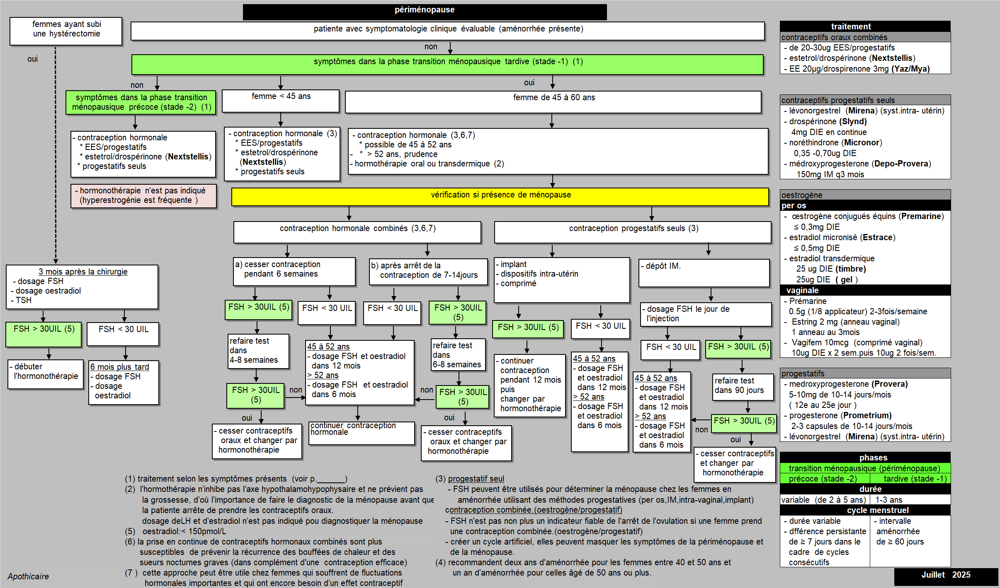 périménopause
femmes ayant subi
une hystérectomie
patiente avec symptomatologie clinique évaluable (aménorrhée présente)
non
oui
symptômes dans la phase transition ménopausique tardive (stade -1) (1)
non
oui
symptômes dans la phase transition
ménopausique précoce (stade -2) (1)
femme < 45 ans
femme de 45 à 60 ans
- contraception hormonale
* EES/progestatifs
* estetrol/drospérinone (Nextstellis)
* progestatifs seuls
- hormonothérapie n'est pas indiqué
(hyperestrogénie est fréquente )
- contraception hormonale (3)
* EES/progestatifs
* estetrol/drospérinone
(Nextstellis)
* progestatifs seuls
- contraception hormonale (3,6,7)
* possible de 45 à 52 ans
- * > 52 ans, prudence
- hormothérapie oral ou transdermique (2)
vérification si présence de ménopause
contraception hormonale combinés (3,6,7)
contraception progestatifs seuls (3)
3 mois après la chirurgie
- dosage FSH
- dosage oestradiol
- TSH
FSH > 30UIL (5)
FSH < 30 UIL
- débuter
l'hormonothérapie
6 mois plus tard
- dosage FSH
- dosage
oestradiol
a) cesser contraception
pendant 6 semaines
b) après arrêt de la
contraception de 7-14jours
FSH > 30UIL (5)
FSH < 30 UIL
FSH < 30 UIL
FSH > 30UIL
(5)
refaire test
dans
4-8 semaines
45 à 52 ans
- dosage FSH et oestradiol
dans 12 mois
> 52 ans
- dosage FSH et oestradiol
dans 6 mois
refaire test
dans
6-8 semaines
FSH > 30UIL
(5)
non
non
FSH > 30UIL
(5)
oui
oui
- cesser contraceptifs
oraux et changer par
hormonothérapie
continuer contraception
hormonale
- cesser contraceptifs
oraux et changer par
hormonothérapie
- implant
- dispositifs intra-utérin
- comprimé
- dépôt IM.
FSH > 30UIL (5)
FSH < 30 UIL
- continuer
contraception
pendant 12 mois
puis
changer par
hormonothérapie
45 à 52 ans
- dosage FSH
et oestradiol
dans 12 mois
> 52 ans
- dosage FSH
et oestradiol
dans 6 mois
- dosage FSH le jour de
l'injection
FSH < 30 UIL
FSH > 30UIL (5)
45 à 52 ans
- dosage FSH
et oestradiol
dans 12 mois
> 52 ans
- dosage FSH
et oestradiol
dans 6 mois
refaire test
dans 90 jours
FSH > 30UIL (5)
non
oui
- cesser contraceptifs
et changer par
hormonothérapie
(1) traitement selon les symptômes présents (voir p.______)
(2) l'hormothérapie n'inhibe pas l'axe hypothalamohypophysaire et ne prévient pas
la grossesse, d'où l'importance de faire le diagnostic de la ménopause avant que
la patiente arrête de prendre les contraceptifs oraux.
dosage deLH et d'estradiol n'est pas indiqué pou diagnostiquer la ménopause
(5) oestradiol:< 150pmol/L
(6) la prise en continue de contraceptifs hormonaux combinés sont plus
susceptibles de prévenir la récurrence des bouffées de chaleur et des
sueurs nocturnes graves (dans complément d'une contraception efficace)
(7 ) cette approche peut être utile chez femmes qui souffrent de fluctuations
hormonales importantes et qui ont encore besoin d'un effet contraceptif
(3) progestatif seul
- FSH peuvent être utilisés pour déterminer la ménopause chez les femmes en
aménorrhée utilisant des méthodes progestatives (per os,IM,intra-vaginal,implant)
contraception combinée.(oestrogène/progestatif)
- FSH n'est pas non plus un indicateur fiable de l'arrêt de l'ovulation si une femme prend
une contraception combinée.(oestrogène/progestatif)
- créer un cycle artificiel, elles peuvent masquer les symptômes de la périménopause et
de la ménopause.
(4) recommandent deux ans d'aménorrhée pour les femmes entre 40 et 50 ans et
un an d'aménorrhée pour celles âgé de 50 ans ou plus.
Apothicaire
traitement
contraceptifs oraux combinés
- de 20-30ug EES/progestatifs
- estetrol/drospérinone (Nextstellis)
- EE 20µg/drospirenone 3mg (Yaz/Mya)
contraceptifs progestatifs seuls
- lévonorgestrel (Mirena) (syst.intra- utérin)
- drospérinone (Slynd)
4mg DIE en continue
- noréthindrone (Micronor)
0,35 -0,70ug DIE
- médroxyprogesterone (Depo-Provera)
150mg IM q3 mois
oestrogène
per os
- œstrogène conjugués équins (Premarine)
≤ 0,3mg DIE
- estradiol micronisé (Estrace)
≤ 0,5mg DIE
- estradiol transdermique
25 ug DIE (timbre)
25ug DIE ( gel )
vaginale
- Prémarine
0.5g (1/8 applicateur) 2-3fois/semaine
- Estring 2 mg (anneau vaginal)
1 anneau au 3mois
- Vagifem 10mcg (comprimé vaginal)
10ug DIE x 2 sem.puis 10ug 2 fois/sem.
progestatifs
- medroxyprogesterone (Provera)
5-10mg de 10-14 jours/mois
( 12e au 25e jour )
- progesterone (Prometrium)
2-3 capsules de 10-14 jours/mois
- lévonorgestrel (Mirena) (syst.intra- utérin)
phases
transition ménopausique (périménopause)
précoce (stade -2) tardive (stade -1)
durée
variable (de 2 à 5 ans) 1-3 ans
cycle menstruel
- durée variable
- dfférence persistante
de ≥ 7 jours dans le
cadre de cycles
consécutifs
- intervalle
aménorrhée
de ≥ 60 jours
Juillet 2025